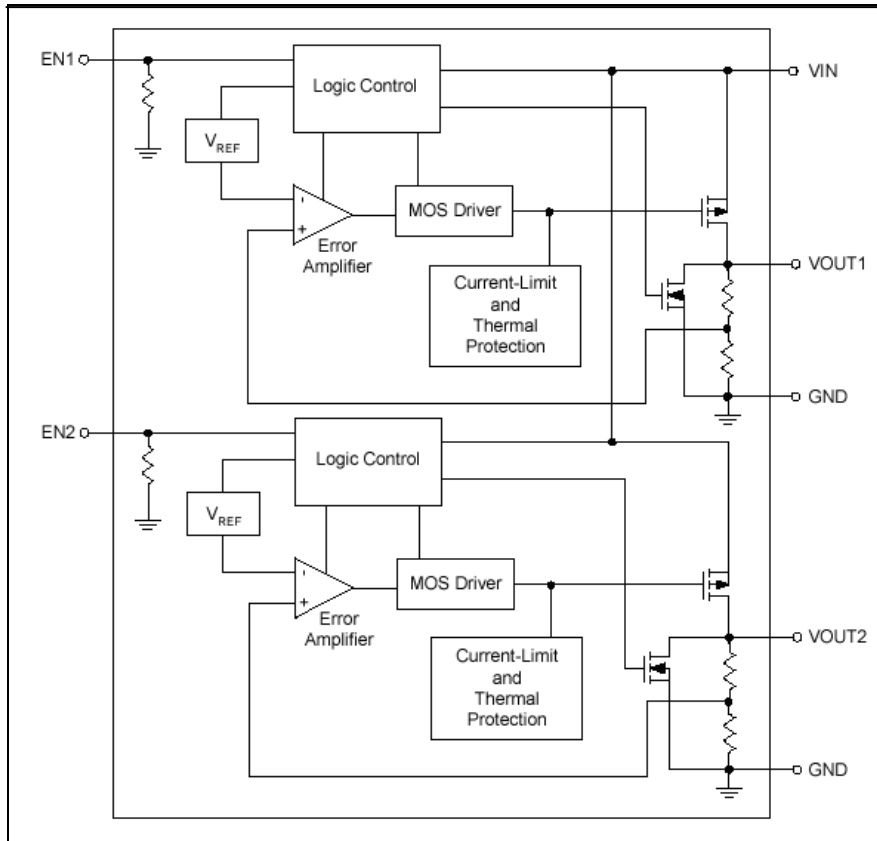 EN1
VIN
Logic Control
VREF
-
+
MOS Driver
Error
Amplifier
Current-Limit
and
Thermal
Protection
VOUT1
GND
EN2
Logic Control
VREF
-
+
MOS Driver
Error
Amplifier
Current-Limit
and
Thermal
Protection
VOUT2
GND